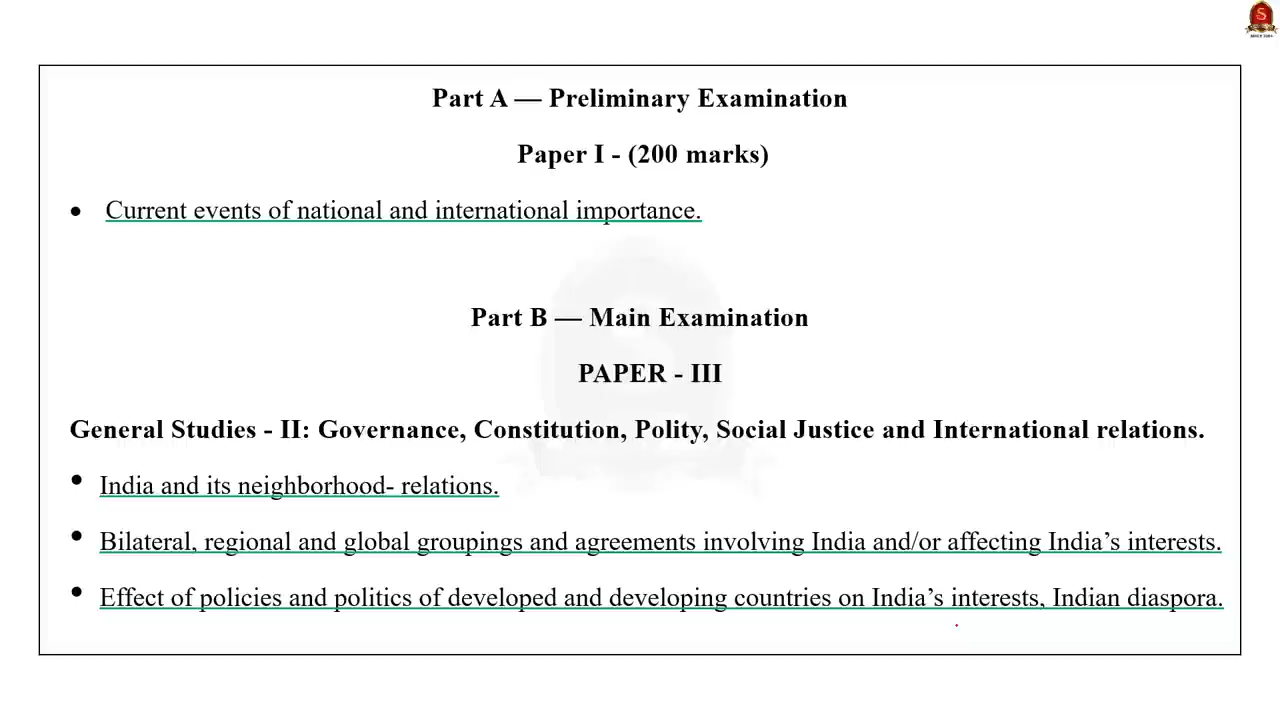 Part A — Preliminary Examination
Paper I - (200 marks)
• Current events of national and international importance.
Part B — Main Examination
PAPER - III
General Studies - II: Governance, Constitution, Polity, Social Justice and International relations.
• India and its neighborhood- relations.
• Bilateral, regional and global groupings and agreements involving India and/or affecting India’s interests.
• Effect of policies and politics of developed and developing countries on India’s interests, Indian diaspora.